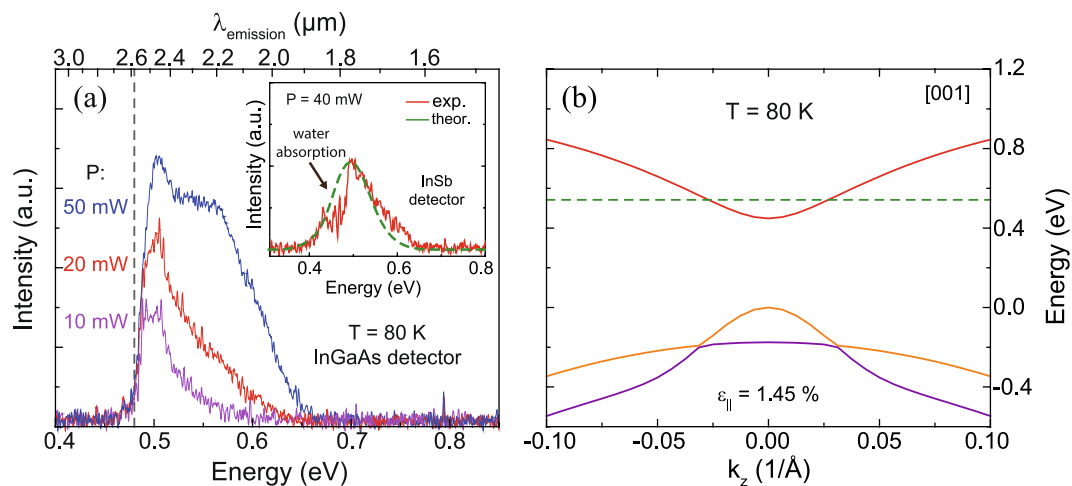 λemission (μm)
3.0 2.6 2.4 2.2 2.0 1.8 1.6
(a)
P = 40 mW
exp.
theor.
water
absorption
InSb
detector
Intensity (a.u.)
0.4 0.6 0.8
Energy (eV)
P:
50 mW
20 mW
10 mW
T = 80 K
InGaAs detector
Intensity (a.u.)
0.4 0.5 0.6 0.7 0.8
Energy (eV)
(b)
T = 80 K
[001]
1.2
0.8
0.4
0.0
-0.4
Energy (eV)
ε|| = 1.45 %
-0.10 -0.05 0.00 0.05 0.10
kz (1/Å)